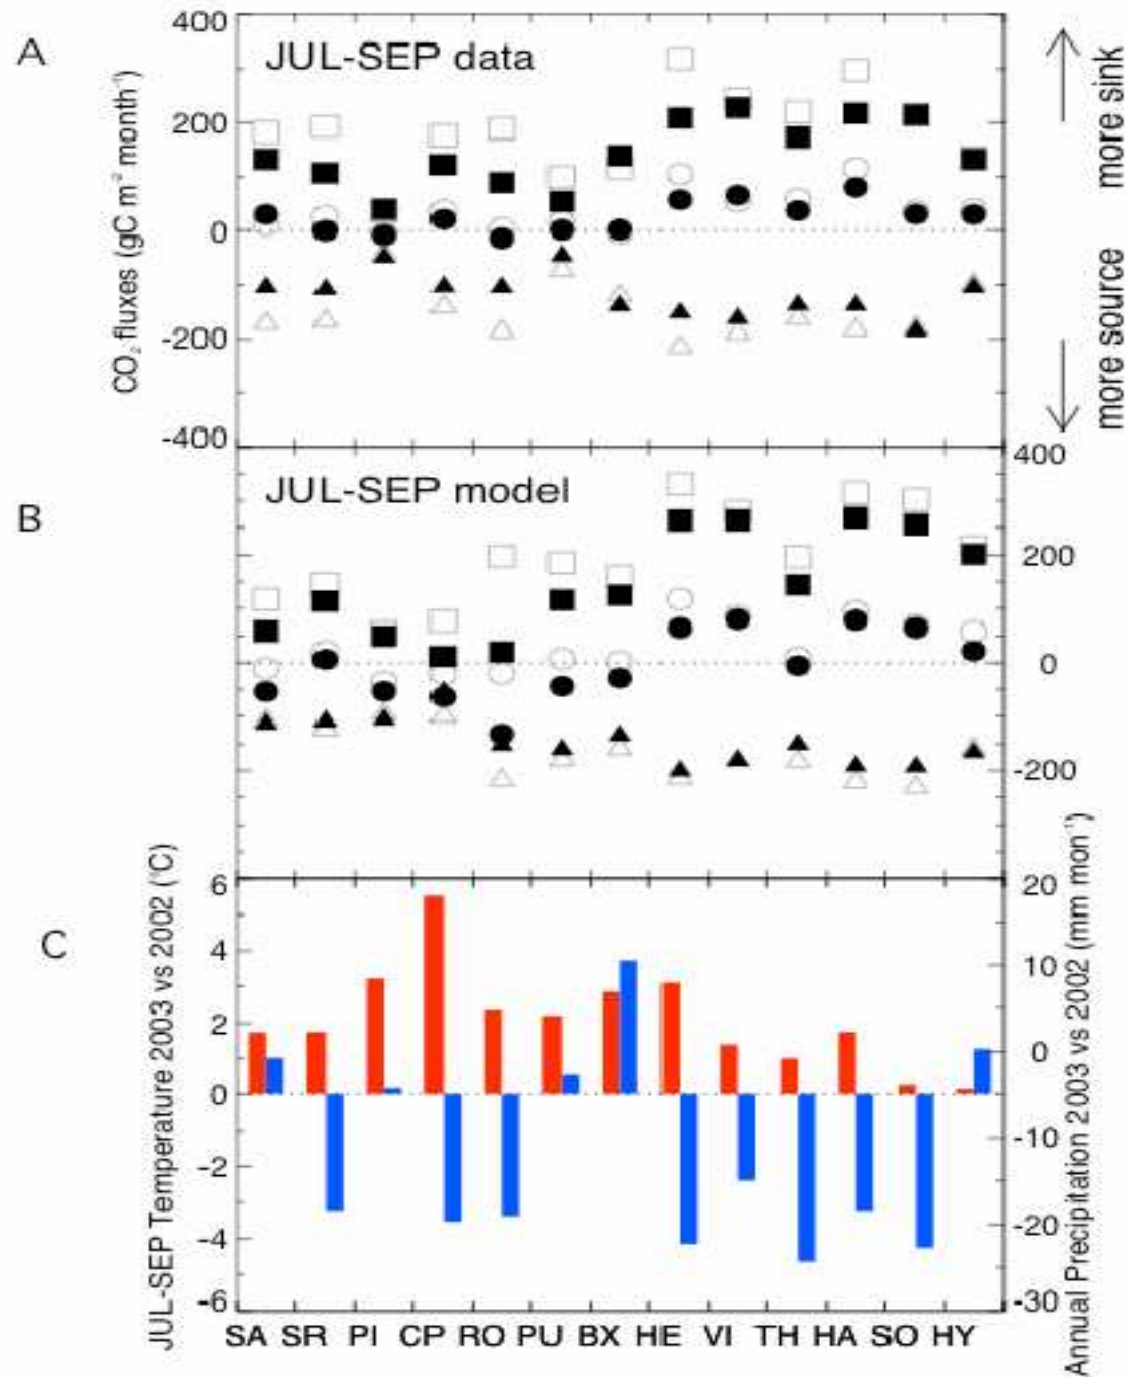 A
JUL-SEP data
CO₂ fluxes (gC m⁻² month⁻¹)
400
200
0
-200
-400
more sink
more source
B
JUL-SEP model
400
200
0
-200
C
JUL-SEP Temperature 2003 vs 2002 (°C)
6
4
2
0
-2
-4
-6
Annual Precipitation 2003 vs 2002 (mm mon⁻¹)
20
10
0
-10
-20
-30
SA SR PI CP RO PU BX HE VI TH HA SO HY